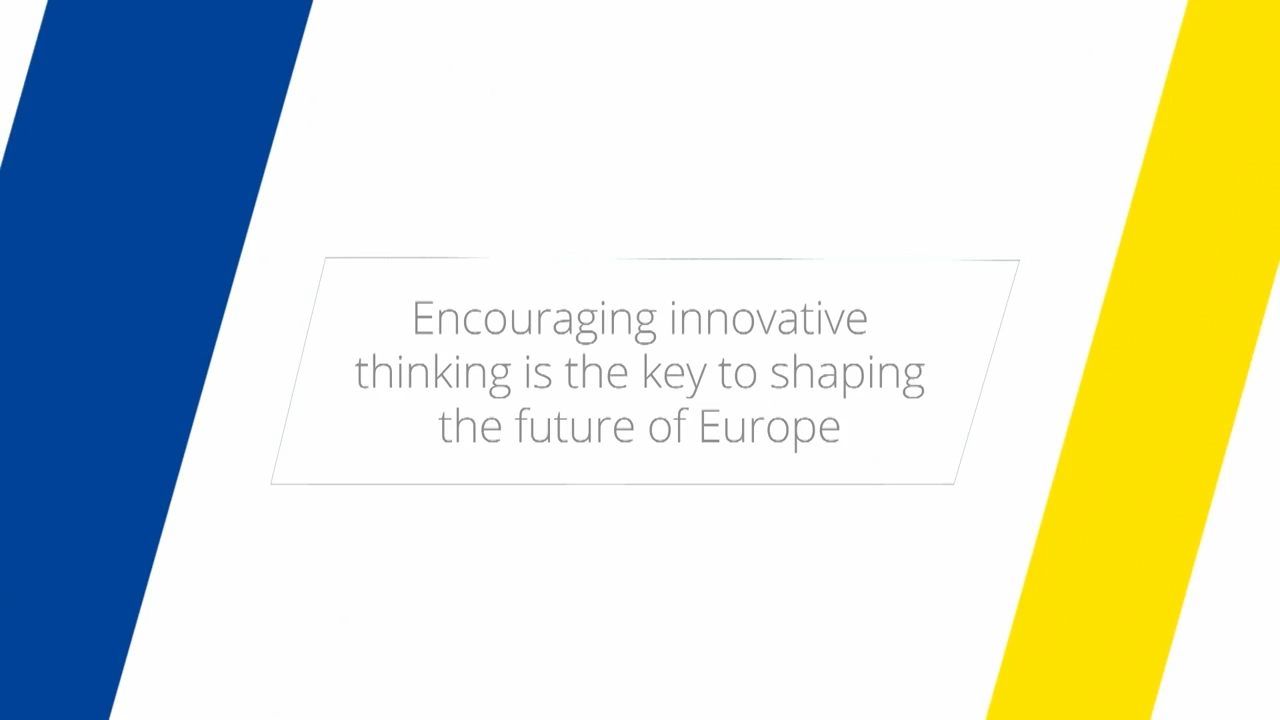 Encouraging innovative
thinking is the key to shaping
the future of Europe